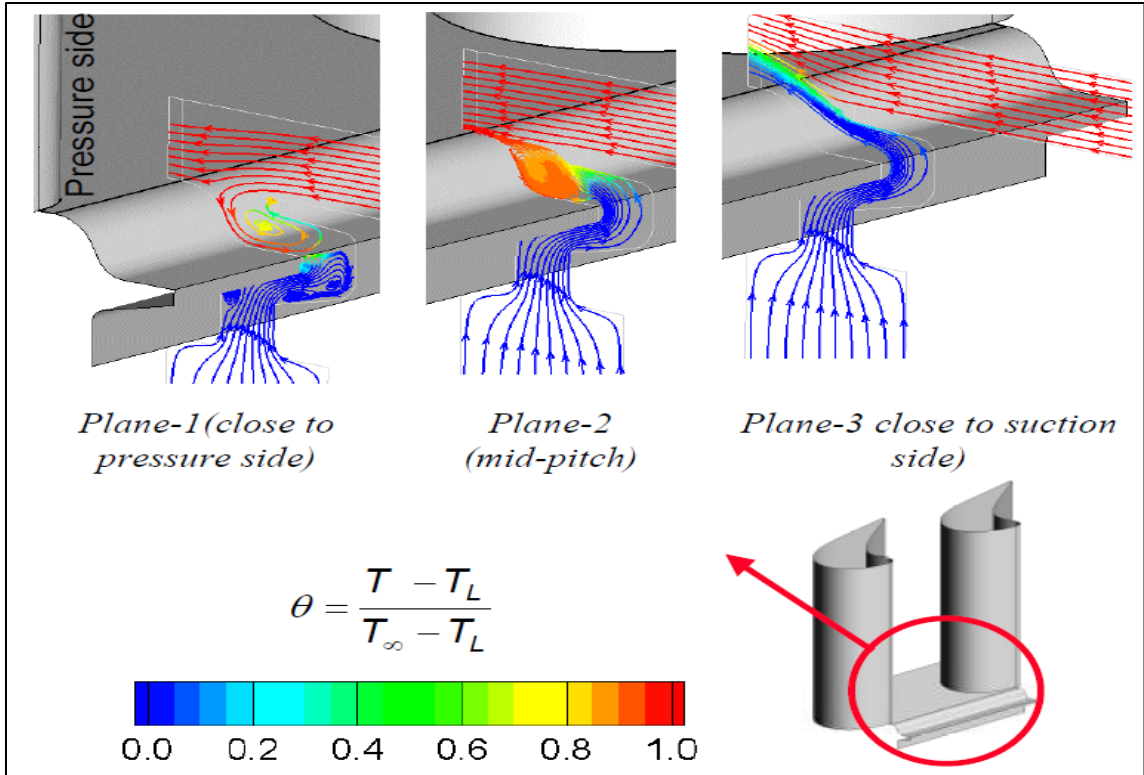 Pressure side
Plane-1(close to
pressure side)
Plane-2
(mid-pitch)
Plane-3 close to suction
side)
θ = (T - T_L) / (T_∞ - T_L)
0.0 0.2 0.4 0.6 0.8 1.0